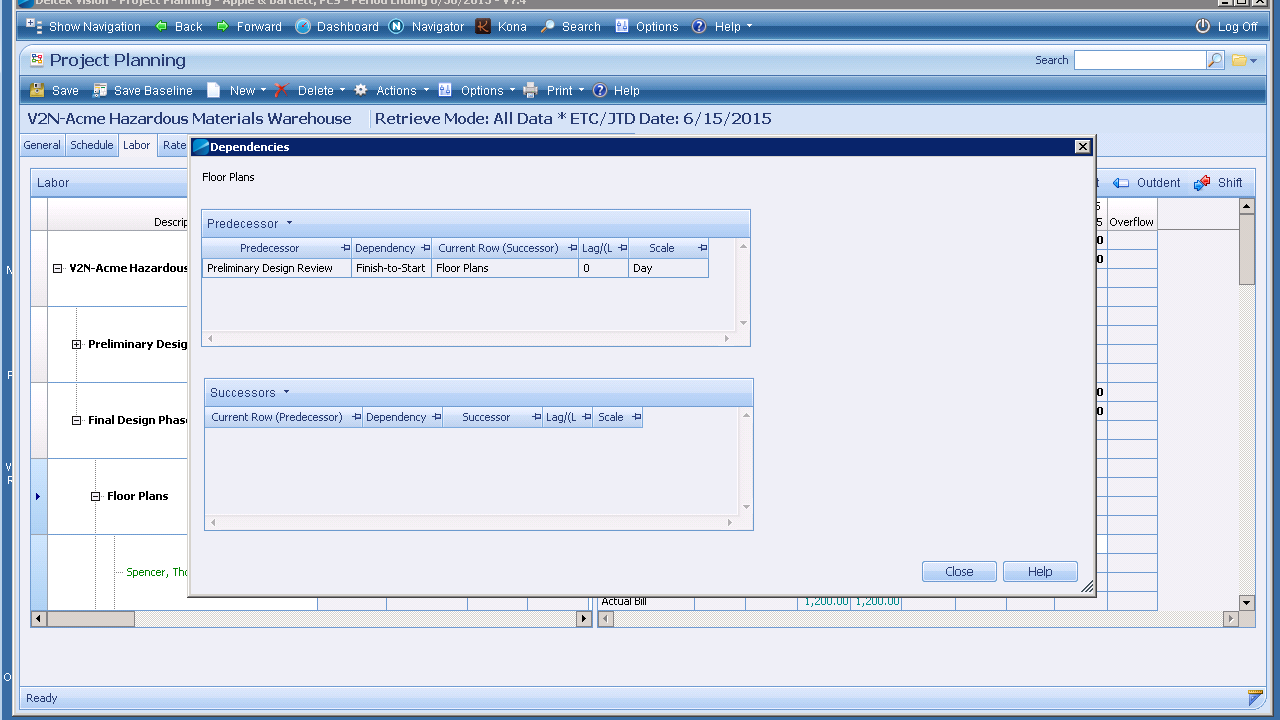 Deltek Vision - Project Planning - Apple & Bartlett, PCS - Period Ending 6/30/2015 - V7.4
Show Navigation Back Forward Dashboard Navigator Kona Search Options Help Log Off
Project Planning Search
Save Save Baseline New Delete Actions Options Print Help
V2N-Acme Hazardous Materials Warehouse Retrieve Mode: All Data * ETC/JTD Date: 6/15/2015
General Schedule Labor Rate
Dependencies
Floor Plans
Labor Outdent Shift
Predecessor
Descrip Overflow
Predecessor Dependency Current Row (Successor) Lag/(L Scale
Preliminary Design Review Finish-to-Start Floor Plans 0 Day
V2N-Acme Hazardous
Preliminary Desig
Successors
Current Row (Predecessor) Dependency Successor Lag/(L Scale
Final Design Phas
Floor Plans
Spencer, Tho
Close Help
Actual Bill 1,200.00 1,200.00
Ready